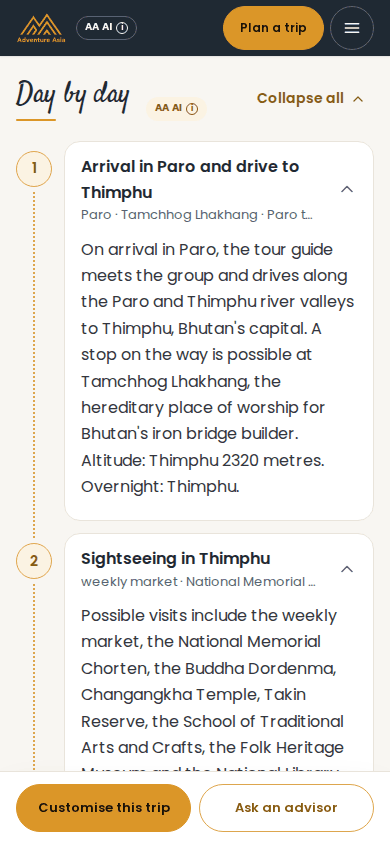 Adventure Asia
AA AI
Plan a trip
Day by day
AA AI
Collapse all
1
Arrival in Paro and drive to
Thimphu
Paro · Tamchhog Lhakhang · Paro t...
On arrival in Paro, the tour guide
meets the group and drives along
the Paro and Thimphu river valleys
to Thimphu, Bhutan's capital. A
stop on the way is possible at
Tamchhog Lhakhang, the
hereditary place of worship for
Bhutan's iron bridge builder.
Altitude: Thimphu 2320 metres.
Overnight: Thimphu.
2
Sightseeing in Thimphu
weekly market · National Memorial ...
Possible visits include the weekly
market, the National Memorial
Chorten, the Buddha Dordenma,
Changangkha Temple, Takin
Reserve, the School of Traditional
Arts and Crafts, the Folk Heritage
Customise this trip
Ask an advisor